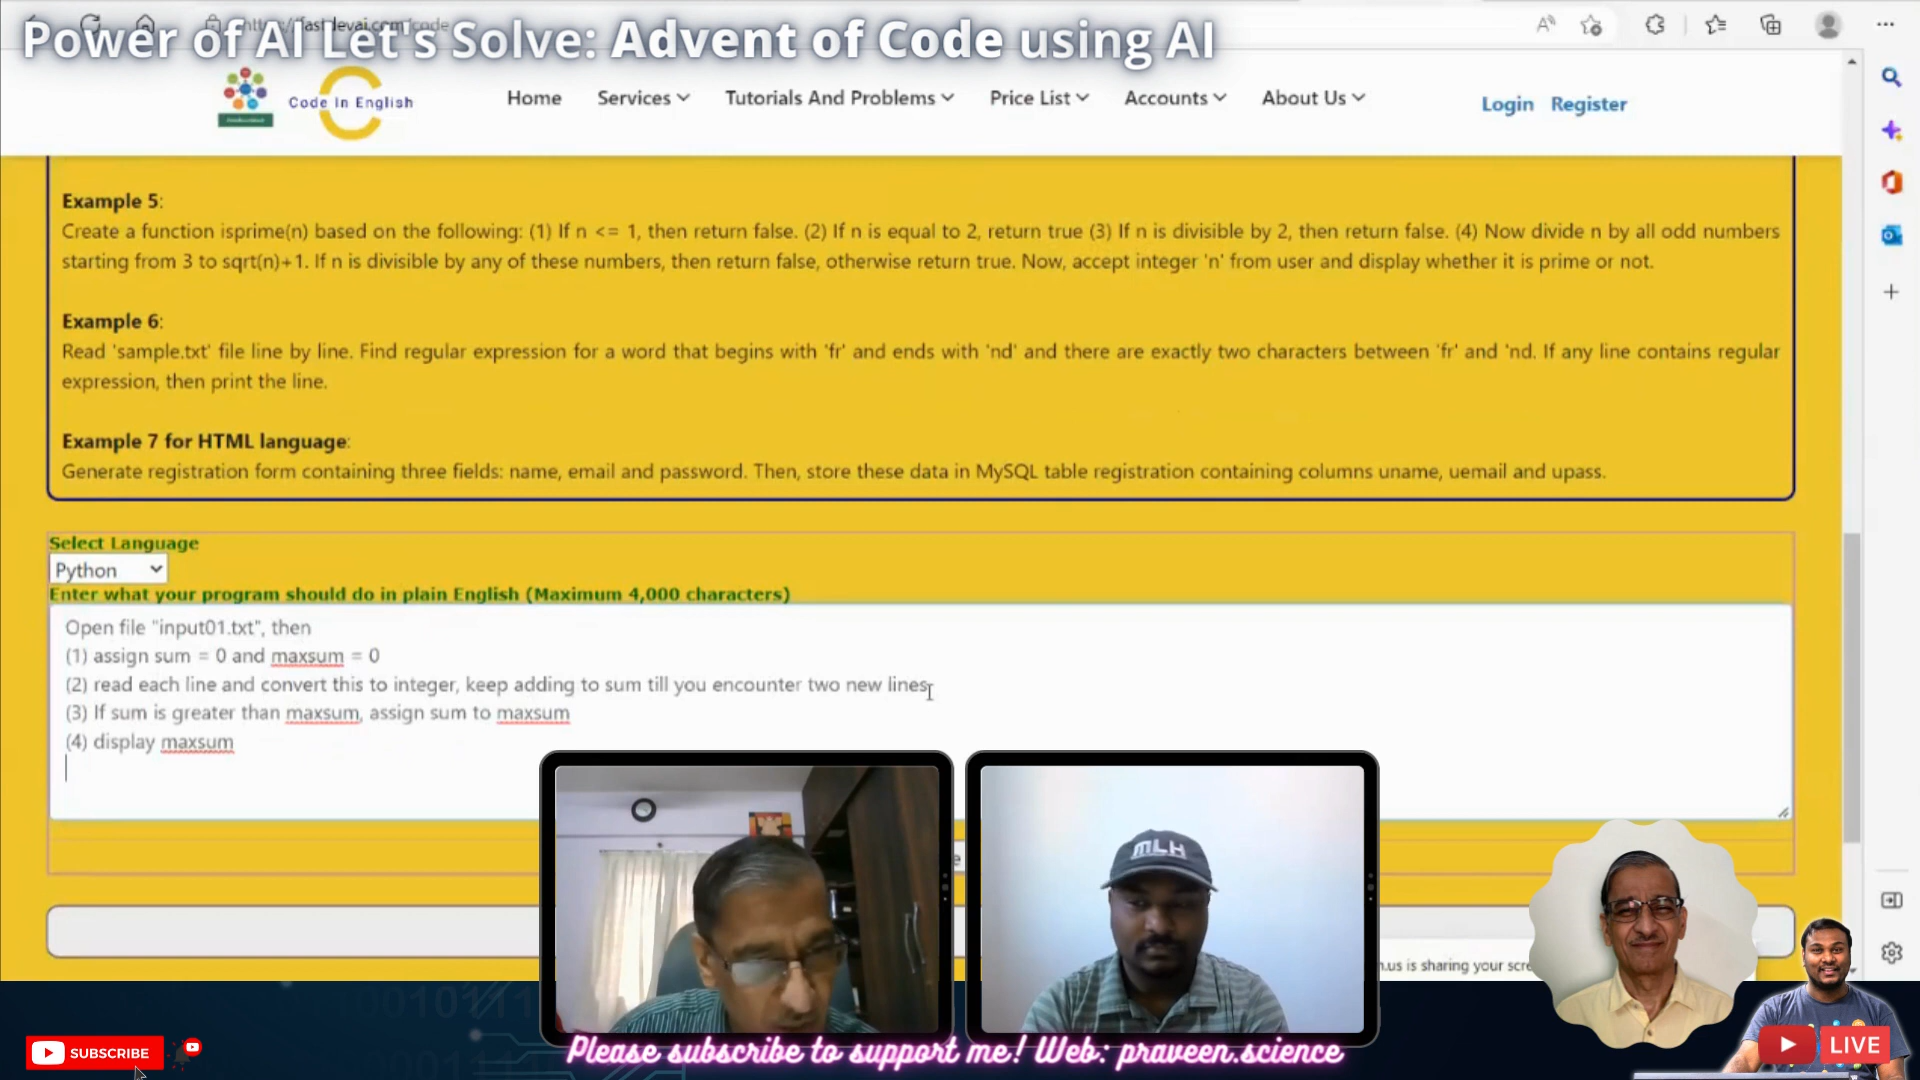 Power of AI Let's Solve: Advent of Code using AI
Code In English
Home
Services
Tutorials And Problems
Price List
Accounts
About Us
Login
Register
Example 5:
Create a function isprime(n) based on the following: (1) If n <= 1, then return false. (2) If n is equal to 2, return true (3) If n is divisible by 2, then return false. (4) Now divide n by all odd numbers
starting from 3 to sqrt(n)+1. If n is divisible by any of these numbers, then return false, otherwise return true. Now, accept integer 'n' from user and display whether it is prime or not.
Example 6:
Read 'sample.txt' file line by line. Find regular expression for a word that begins with 'fr' and ends with 'nd' and there are exactly two characters between 'fr' and 'nd. If any line contains regular
expression, then print the line.
Example 7 for HTML language:
Generate registration form containing three fields: name, email and password. Then, store these data in MySQL table registration containing columns uname, uemail and upass.
Select Language
Python
Enter what your program should do in plain English (Maximum 4,000 characters)
Open file "input01.txt", then
(1) assign sum = 0 and maxsum = 0
(2) read each line and convert this to integer, keep adding to sum till you encounter two new lines
(3) If sum is greater than maxsum, assign sum to maxsum
(4) display maxsum
MLH
.us is sharing your scre
SUBSCRIBE
Please subscribe to support me! Web: praveen.science
LIVE